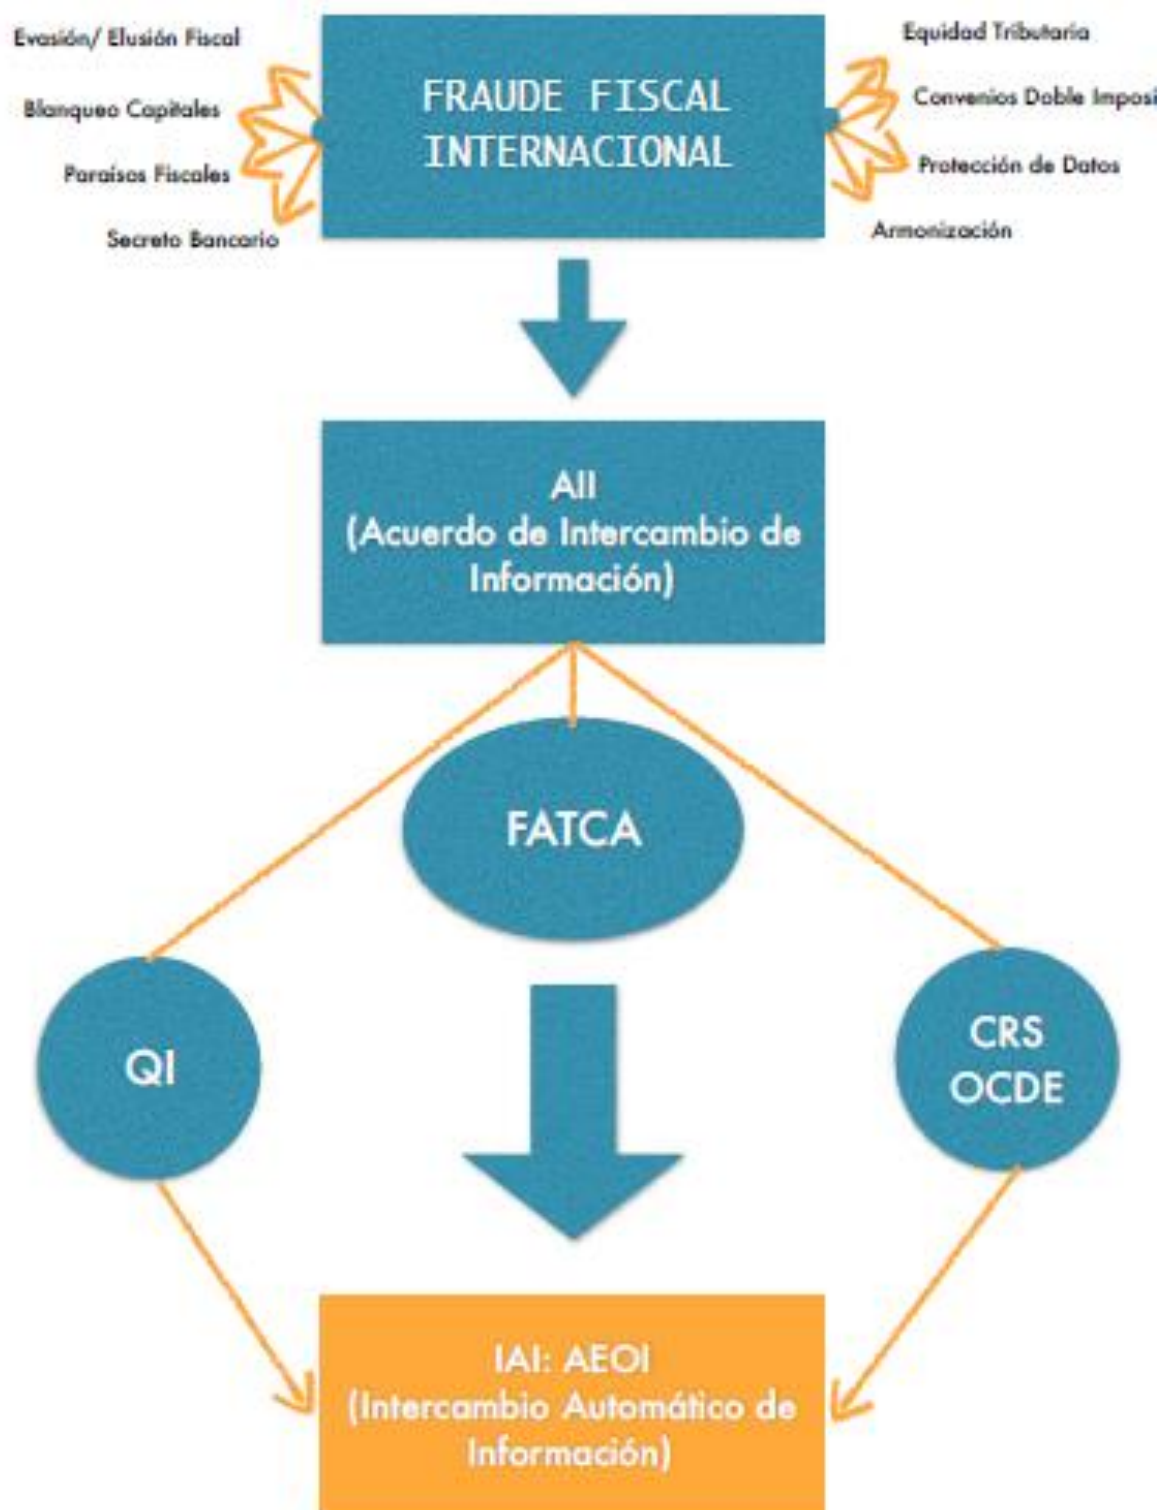 Evasión/ Elusión Fiscal
Blanqueo Capitales
Paraísos Fiscales
Secreto Bancario
FRAUDE FISCAL
INTERNACIONAL
Equidad Tributaria
Convenios Doble Imposi
Protección de Datos
Armonización
AII
(Acuerdo de Intercambio de
Información)
FATCA
QI
CRS
OCDE
IAI: AEOI
(Intercambio Automático de
Información)